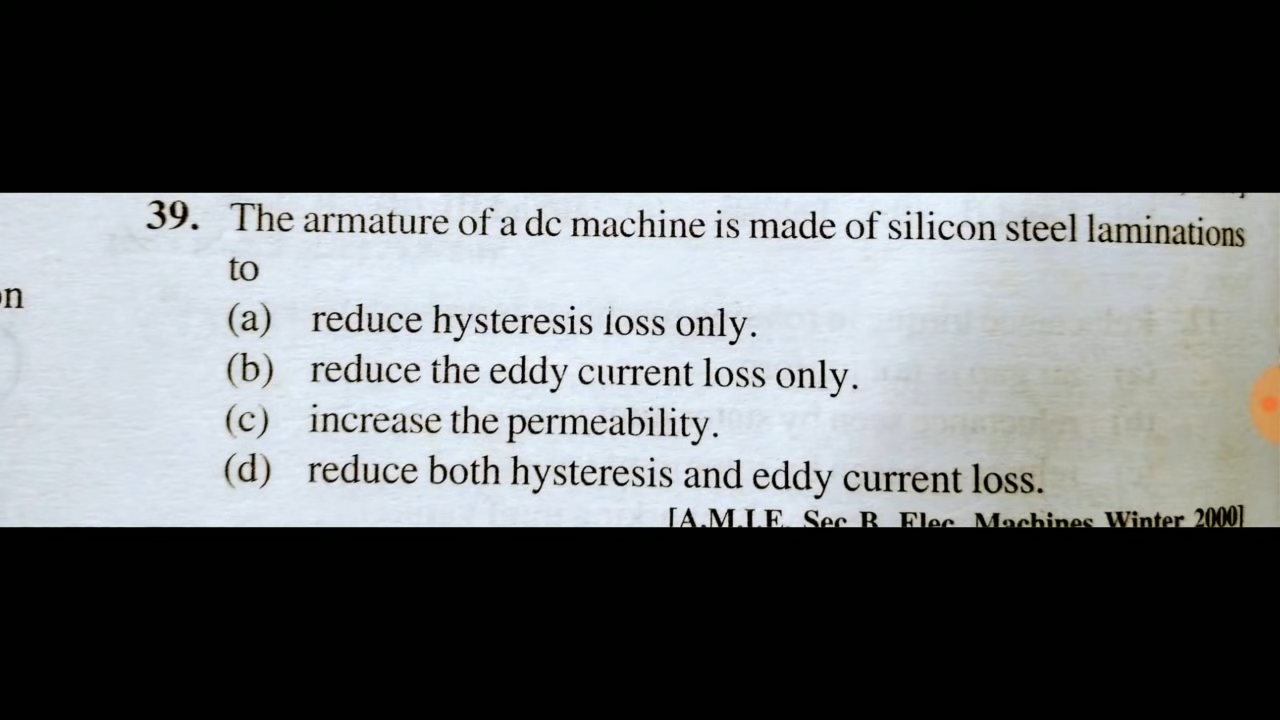 39. The armature of a dc machine is made of silicon steel laminations
to
on
(a) reduce hysteresis loss only.
(b) reduce the eddy current loss only.
(c) increase the permeability.
(d) reduce both hysteresis and eddy current loss.
[A.M.I.E. Sec B Elec. Machines Winter 2000]